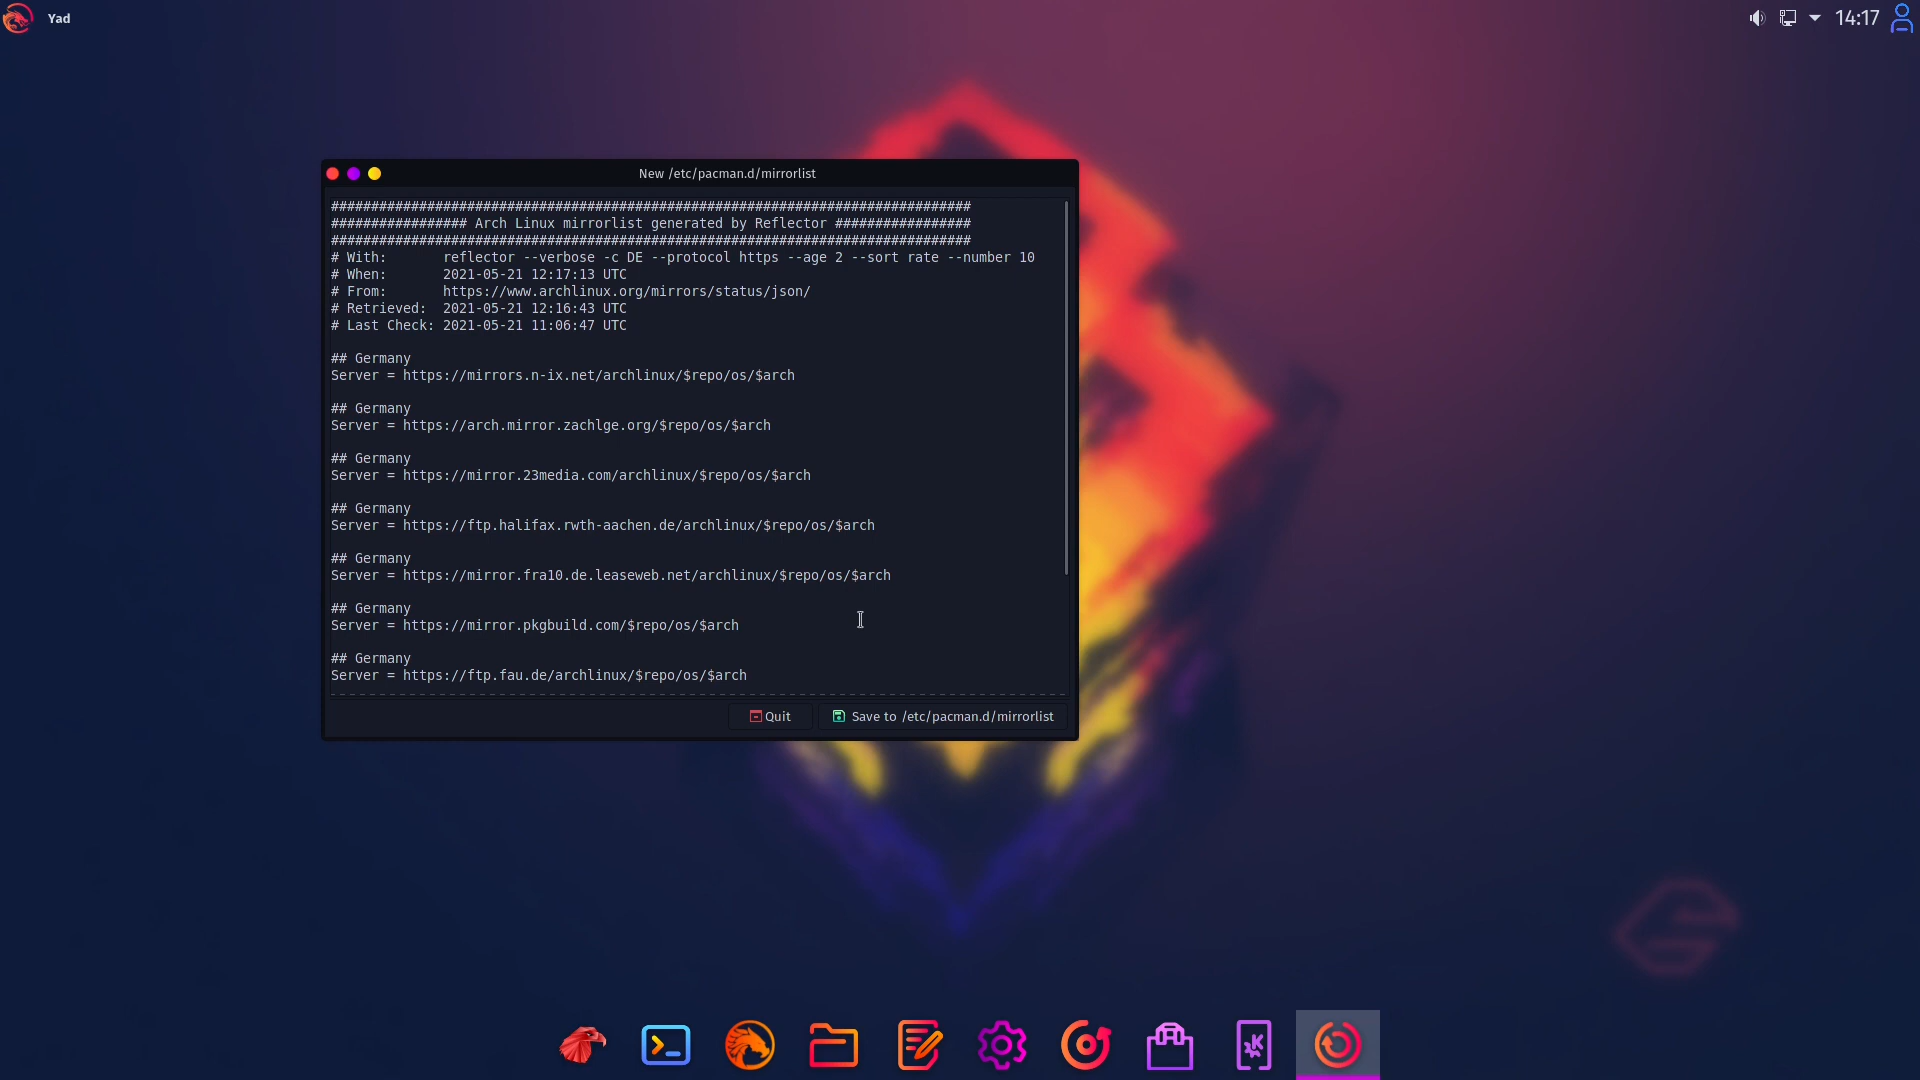 Yad
14:17
New /etc/pacman.d/mirrorlist
################################################################################
################# Arch Linux mirrorlist generated by Reflector #################
################################################################################
# With:       reflector --verbose -c DE --protocol https --age 2 --sort rate --number 10
# When:       2021-05-21 12:17:13 UTC
# From:       https://www.archlinux.org/mirrors/status/json/
# Retrieved:  2021-05-21 12:16:43 UTC
# Last Check: 2021-05-21 11:06:47 UTC
## Germany
Server = https://mirrors.n-ix.net/archlinux/$repo/os/$arch
## Germany
Server = https://arch.mirror.zachlge.org/$repo/os/$arch
## Germany
Server = https://mirror.23media.com/archlinux/$repo/os/$arch
## Germany
Server = https://ftp.halifax.rwth-aachen.de/archlinux/$repo/os/$arch
## Germany
Server = https://mirror.fra10.de.leaseweb.net/archlinux/$repo/os/$arch
## Germany
Server = https://mirror.pkgbuild.com/$repo/os/$arch
## Germany
Server = https://ftp.fau.de/archlinux/$repo/os/$arch
Quit
Save to /etc/pacman.d/mirrorlist